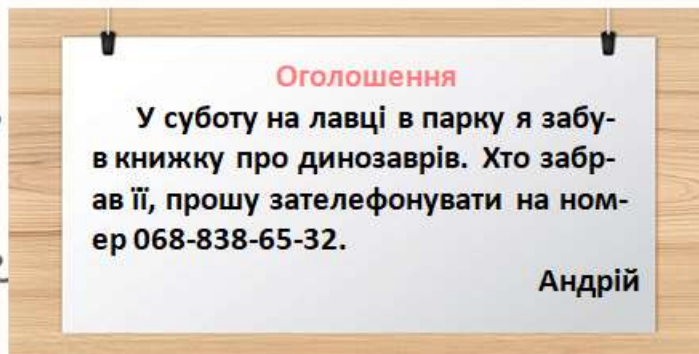 Оголошення
У суботу на лавці в парку я забу-
в книжку про динозаврів. Хто забр-
ав її, прошу зателефонувати на ном-
ер 068-838-65-32.
Андрій